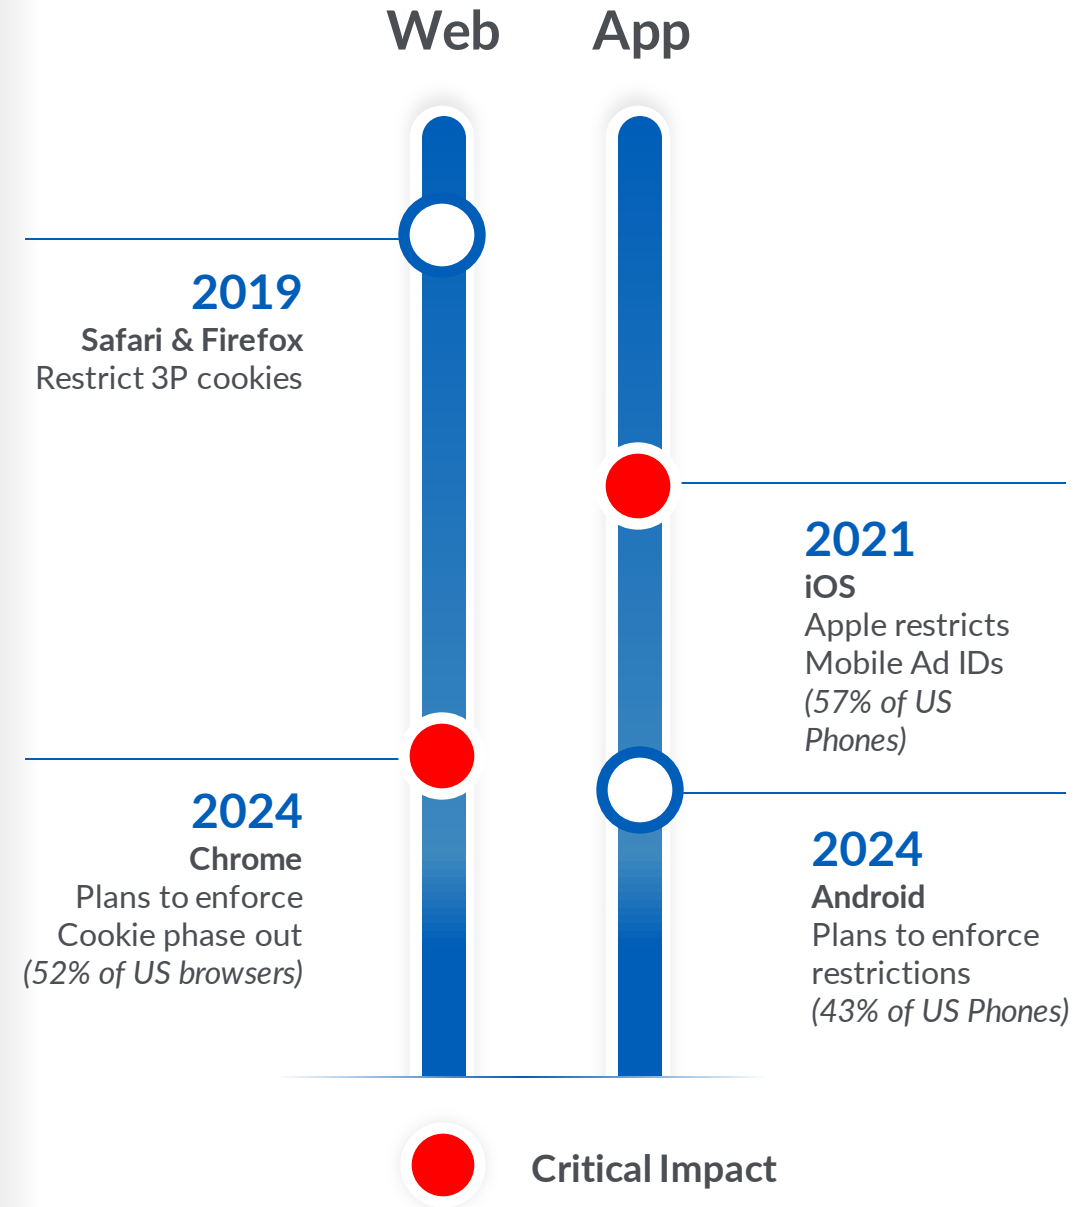 Web
App
2019
Safari & Firefox
Restrict 3P cookies
2021
iOS
Apple restricts
Mobile Ad IDs
(57% of US
Phones)
2024
Chrome
Plans to enforce
Cookie phase out
(52% of US browsers)
2024
Android
Plans to enforce
restrictions
(43% of US Phones)
Critical Impact